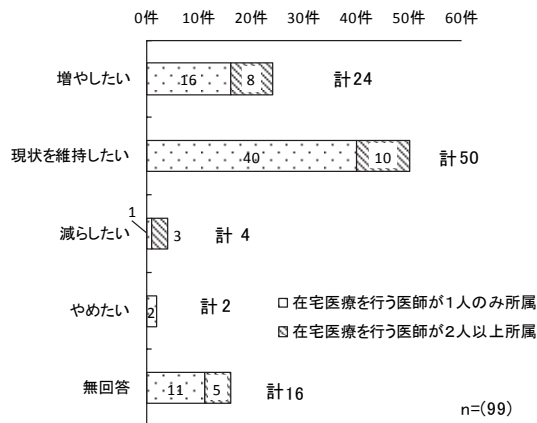 0件 10件 20件 30件 40件 50件 60件
増やしたい 16 8 計24
現状を維持したい 40 10 計50
1
減らしたい 3 計 4
やめたい 2 計2
在宅医療を行う医師が1人のみ所属
在宅医療を行う医師が2人以上所属
無回答 11 5 計16
n=(99)